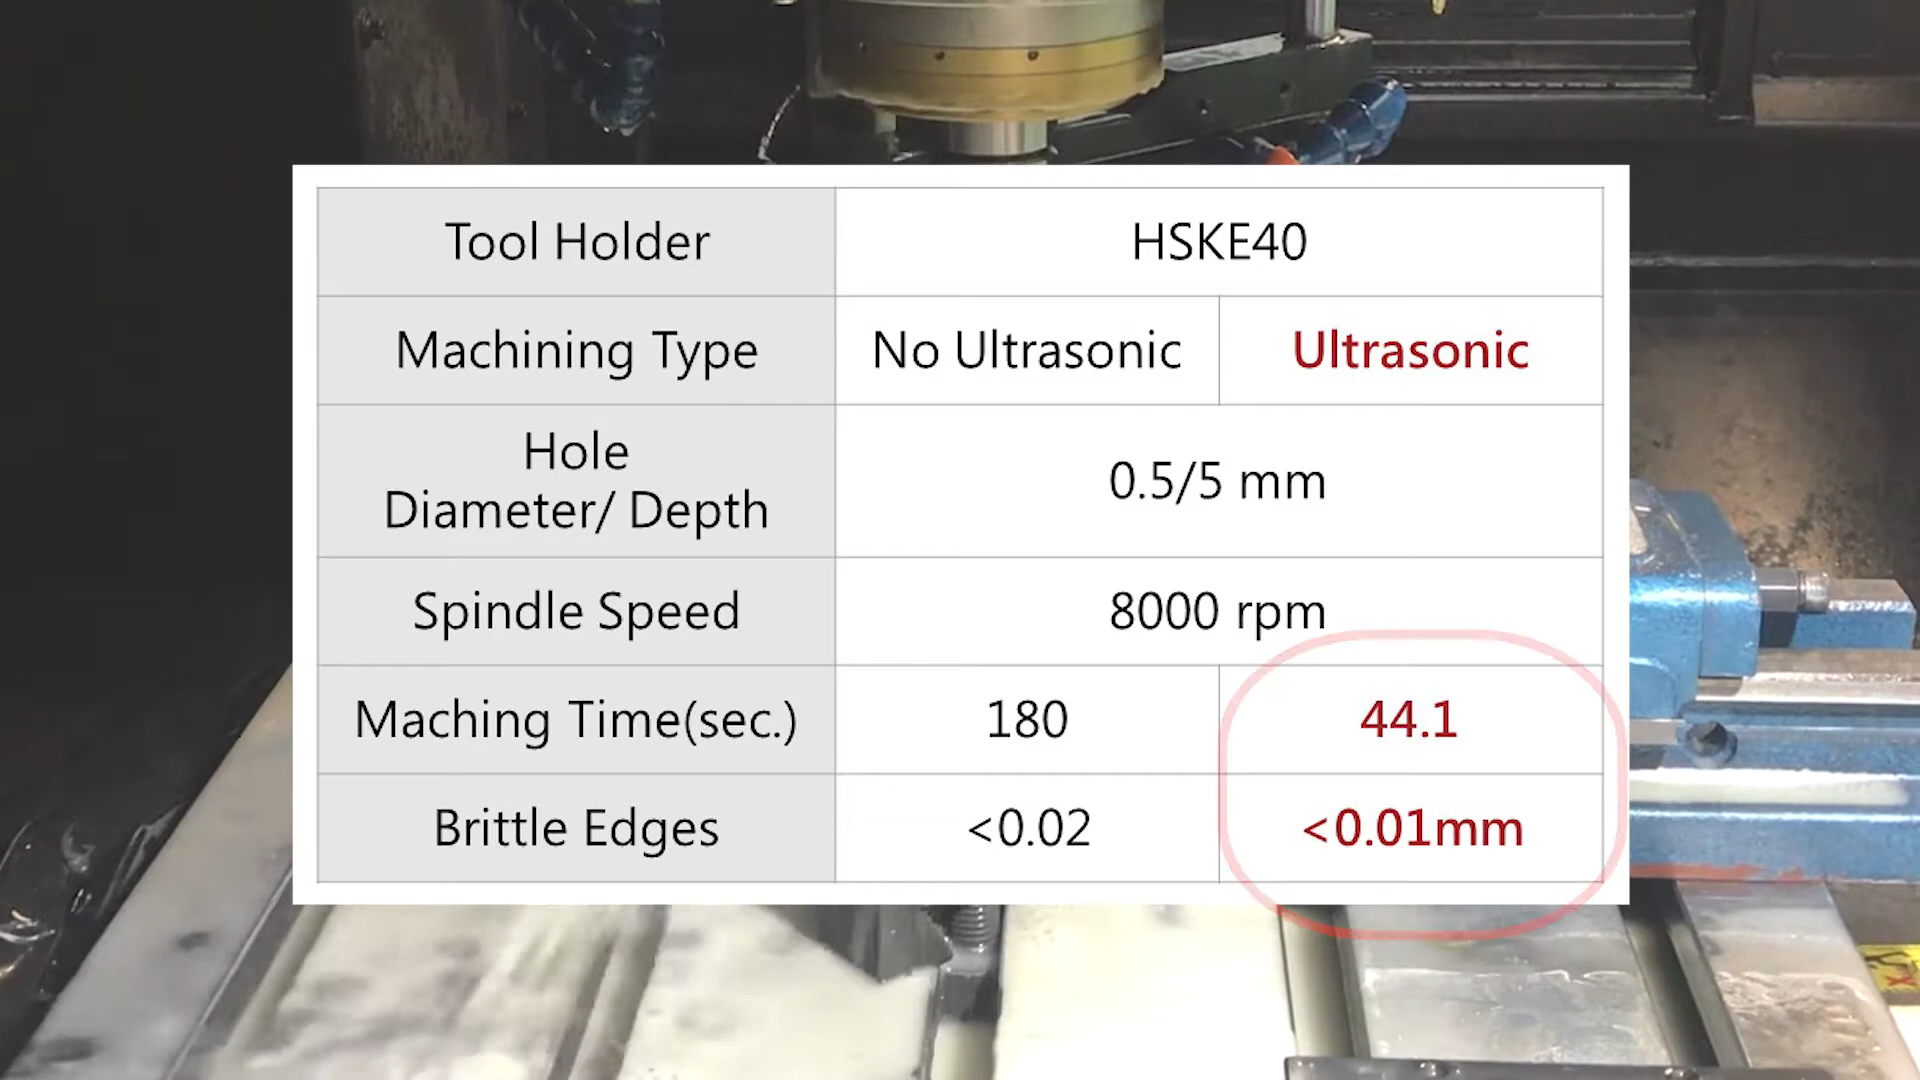 Tool Holder HSKE40
Machining Type No Ultrasonic Ultrasonic
Hole
Diameter/ Depth 0.5/5 mm
Spindle Speed 8000 rpm
Maching Time(sec.) 180 44.1
Brittle Edges <0.02 <0.01mm